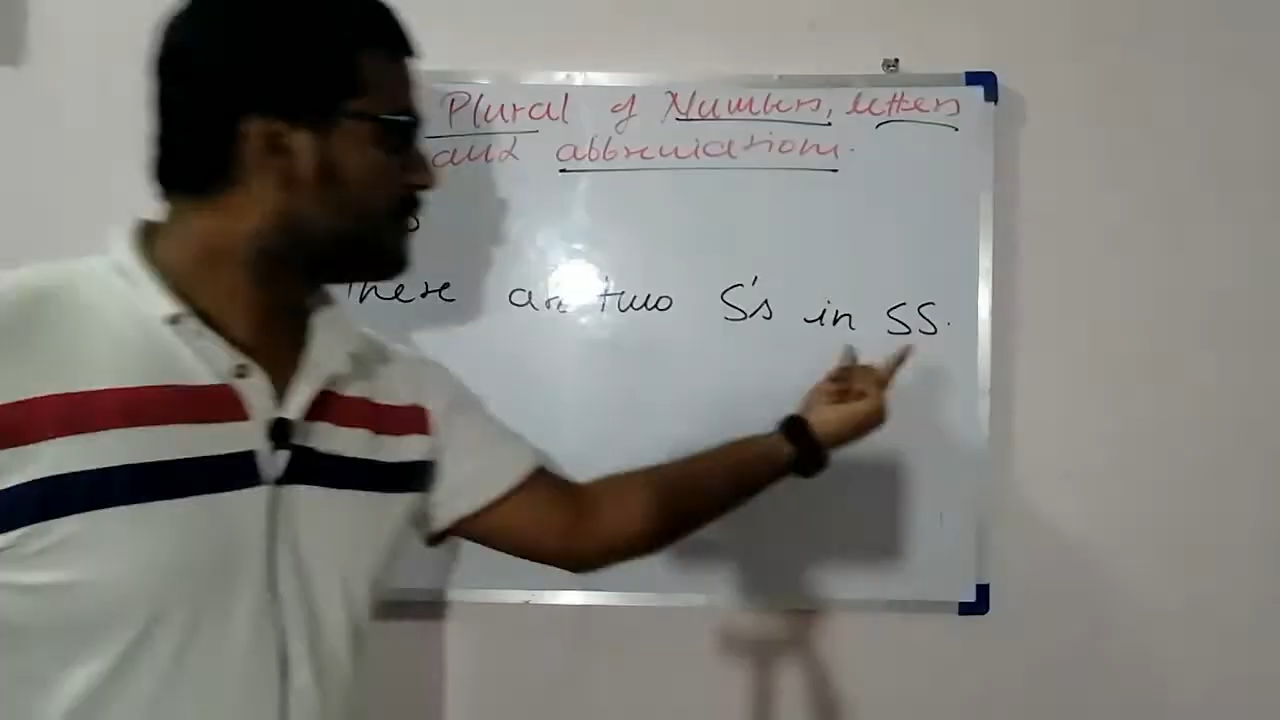 Plural of Numbers, letters
and abbreviations.
There are two S's in SS.